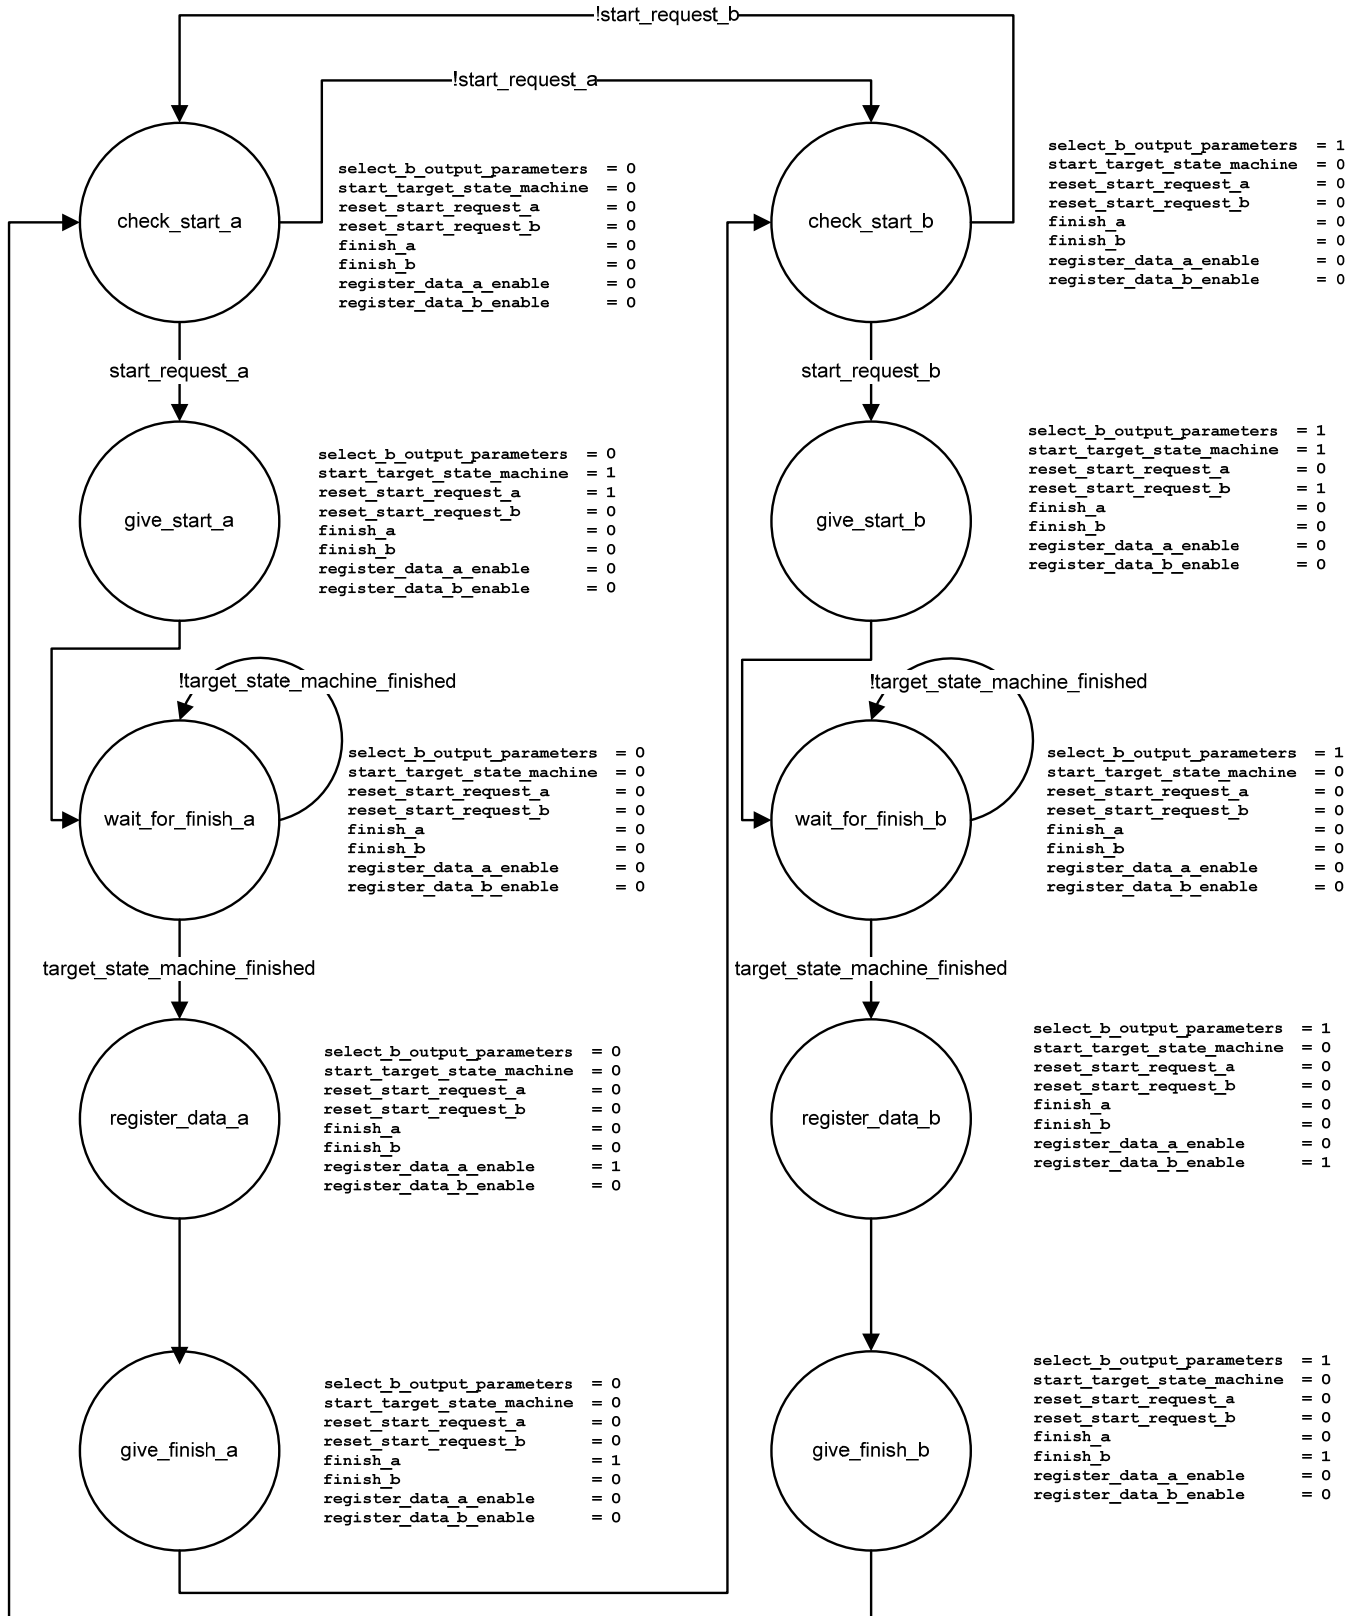 !start_request_b
!start_request_a
check_start_a
select_b_output_parameters = 0
start_target_state_machine = 0
reset_start_request_a = 0
reset_start_request_b = 0
finish_a = 0
finish_b = 0
register_data_a_enable = 0
register_data_b_enable = 0
check_start_b
select_b_output_parameters = 1
start_target_state_machine = 0
reset_start_request_a = 0
reset_start_request_b = 0
finish_a = 0
finish_b = 0
register_data_a_enable = 0
register_data_b_enable = 0
start_request_a
start_request_b
give_start_a
select_b_output_parameters = 0
start_target_state_machine = 1
reset_start_request_a = 1
reset_start_request_b = 0
finish_a = 0
finish_b = 0
register_data_a_enable = 0
register_data_b_enable = 0
give_start_b
select_b_output_parameters = 1
start_target_state_machine = 1
reset_start_request_a = 0
reset_start_request_b = 1
finish_a = 0
finish_b = 0
register_data_a_enable = 0
register_data_b_enable = 0
!target_state_machine_finished
!target_state_machine_finished
wait_for_finish_a
select_b_output_parameters = 0
start_target_state_machine = 0
reset_start_request_a = 0
reset_start_request_b = 0
finish_a = 0
finish_b = 0
register_data_a_enable = 0
register_data_b_enable = 0
wait_for_finish_b
select_b_output_parameters = 1
start_target_state_machine = 0
reset_start_request_a = 0
reset_start_request_b = 0
finish_a = 0
finish_b = 0
register_data_a_enable = 0
register_data_b_enable = 0
target_state_machine_finished
target_state_machine_finished
register_data_a
select_b_output_parameters = 0
start_target_state_machine = 0
reset_start_request_a = 0
reset_start_request_b = 0
finish_a = 0
finish_b = 0
register_data_a_enable = 1
register_data_b_enable = 0
register_data_b
select_b_output_parameters = 1
start_target_state_machine = 0
reset_start_request_a = 0
reset_start_request_b = 0
finish_a = 0
finish_b = 0
register_data_a_enable = 0
register_data_b_enable = 1
give_finish_a
select_b_output_parameters = 0
start_target_state_machine = 0
reset_start_request_a = 0
reset_start_request_b = 0
finish_a = 1
finish_b = 0
register_data_a_enable = 0
register_data_b_enable = 0
give_finish_b
select_b_output_parameters = 1
start_target_state_machine = 0
reset_start_request_a = 0
reset_start_request_b = 0
finish_a = 0
finish_b = 1
register_data_a_enable = 0
register_data_b_enable = 0